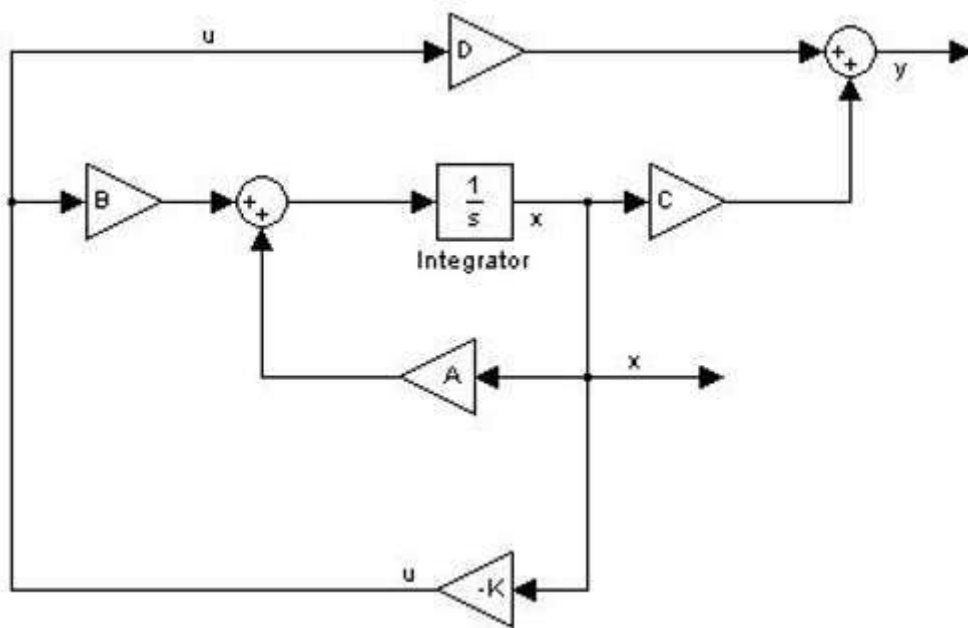 u
D
+
+
y
B
+
+
1
s
x
C
Integrator
A
x
u
-K